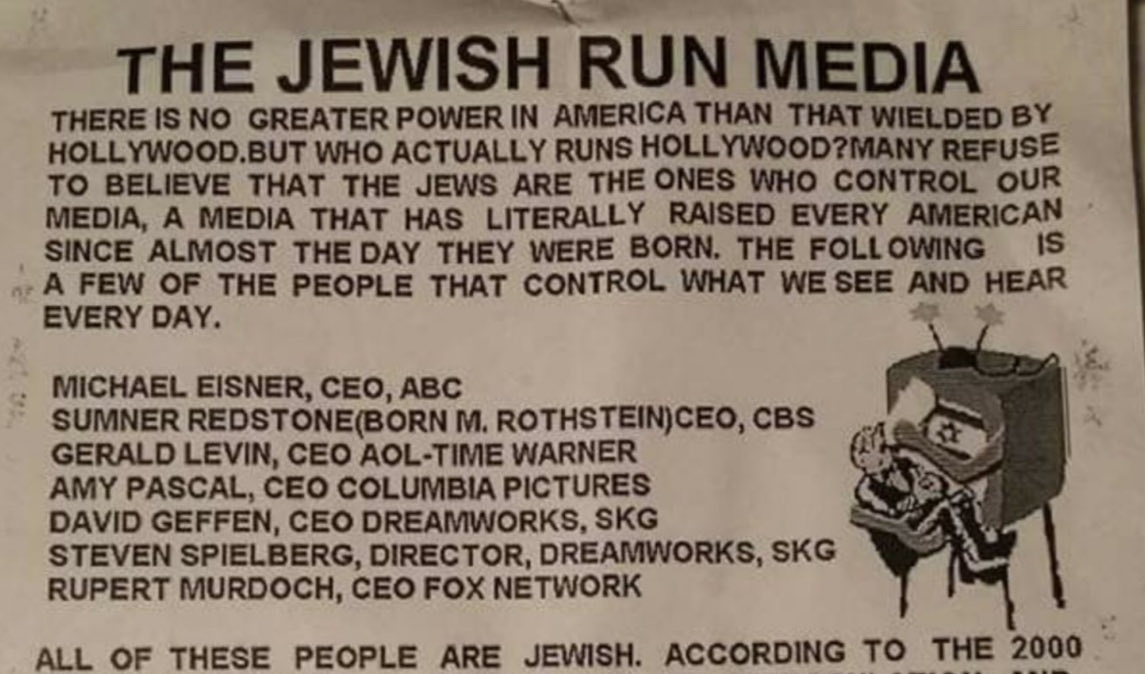 THE JEWISH RUN MEDIA
THERE IS NO GREATER POWER IN AMERICA THAN THAT WIELDED BY
HOLLYWOOD.BUT WHO ACTUALLY RUNS HOLLYWOOD?MANY REFUSE
TO BELIEVE THAT THE JEWS ARE THE ONES WHO CONTROL OUR
MEDIA, A MEDIA THAT HAS LITERALLY RAISED EVERY AMERICAN
SINCE ALMOST THE DAY THEY WERE BORN. THE FOLLOWING IS
A FEW OF THE PEOPLE THAT CONTROL WHAT WE SEE AND HEAR
EVERY DAY.
MICHAEL EISNER, CEO, ABC
SUMNER REDSTONE(BORN M. ROTHSTEIN)CEO, CBS
GERALD LEVIN, CEO AOL-TIME WARNER
AMY PASCAL, CEO COLUMBIA PICTURES
DAVID GEFFEN, CEO DREAMWORKS, SKG
STEVEN SPIELBERG, DIRECTOR, DREAMWORKS, SKG
RUPERT MURDOCH, CEO FOX NETWORK
ALL OF THESE PEOPLE ARE JEWISH. ACCORDING TO THE 2000